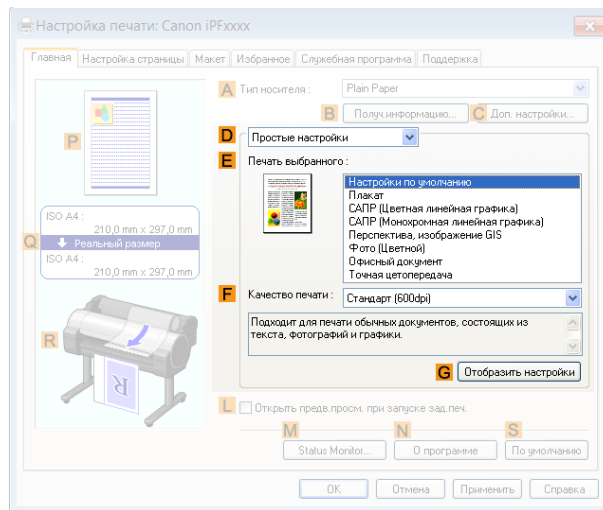 Настройка печати: Canon iPFxxxx
Главная Настройка страницы Макет Избранное Служебная программа Поддержка
A Тип носителя : Plain Paper
B Получ.информацию... C Доп. настройки...
P
D Простые настройки
E Печать выбранного :
Настройки по умолчанию
Плакат
САПР (Цветная линейная графика)
САПР (Монохромная линейная графика)
Перспектива, изображение GIS
Фото (Цветной)
Офисный документ
Точная цетопередача
ISO A4 :
210,0 mm x 297,0 mm
Q Реальный размер
ISO A4 :
210,0 mm x 297,0 mm
F Качество печати : Стандарт (600dpi)
Подходит для печати обычных документов, состоящих из
текста, фотографий и графики.
R
R
G Отобразить настройки
L Открыть предв.просм. при запуске зад.печ.
M N S
Status Monitor... О программе По умолчанию
OK Отмена Применить Справка